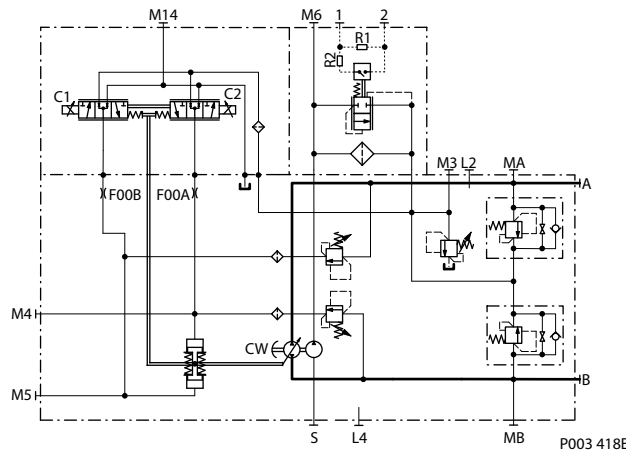 M14 M6 1 2
R1
R2
C1 C2
F00B F00A M3 L2 MA
A
M4
CW
M5 B
S L4 MB
P003 418E